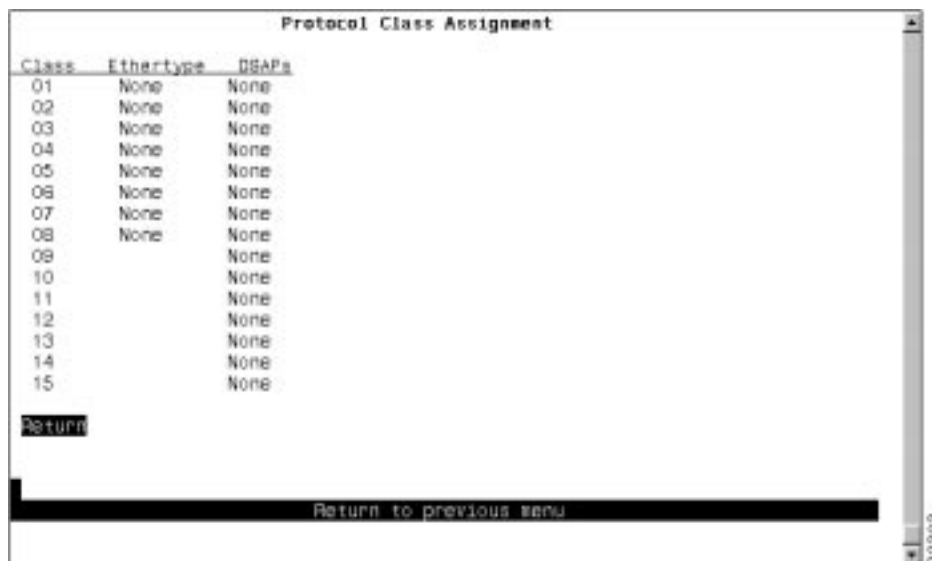 Protocol Class Assignment
Class Ethertype DSAPs
01 None None
02 None None
03 None None
04 None None
05 None None
06 None None
07 None None
08 None None
09 None
10 None
11 None
12 None
13 None
14 None
15 None
Return
Return to previous menu